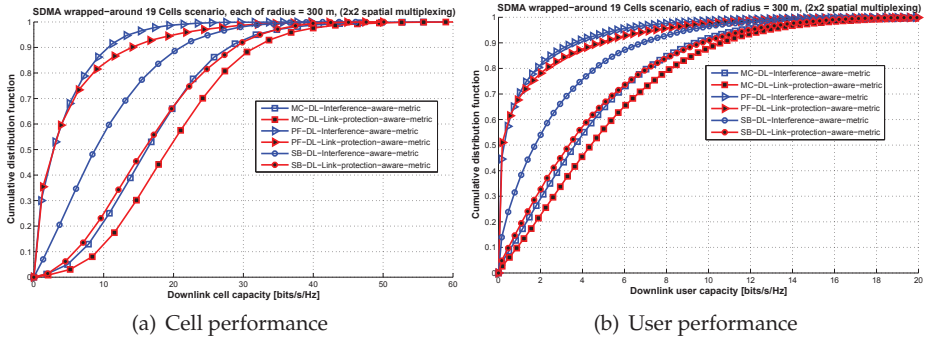 SDMA wrapped-around 19 Cells scenario, each of radius = 300 m, (2x2 spatial multiplexing)
1
0.9
0.8
0.7
0.6
0.5
0.4
0.3
0.2
0.1
0
Cumulative distribution function
MC-DL-Interference-aware-metric
MC-DL-Link-protection-aware-metric
PF-DL-Interference-aware-metric
PF-DL-Link-protection-aware-metric
SB-DL-Interference-aware-metric
SB-DL-Link-protection-aware-metric
0 10 20 30 40 50 60
Downlink cell capacity [bits/s/Hz]
(a) Cell performance
SDMA wrapped-around 19 Cells scenario, each of radius = 300 m, (2x2 spatial multiplexing)
1
0.9
0.8
0.7
0.6
0.5
0.4
0.3
0.2
0.1
0
Cumulative distribution function
MC-DL-Interference-aware-metric
MC-DL-Link-protection-aware-metric
PF-DL-Interference-aware-metric
PF-DL-Link-protection-aware-metric
SB-DL-Interference-aware-metric
SB-DL-Link-protection-aware-metric
0 2 4 6 8 10 12 14 16 18 20
Downlink user capacity [bits/s/Hz]
(b) User performance